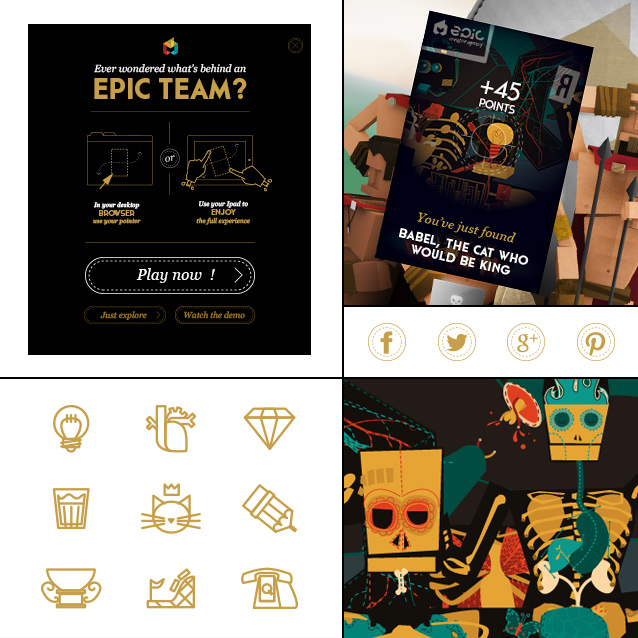 Ever wondered what's behind an
EPIC TEAM?
or
In your desktop
BROWSER
use your pointer
Use your Ipad to
ENJOY
the full experience
Play now !
Just explore
Watch the demo
epic
+45
POINTS
You've just found
BABEL, THE CAT WHO
WOULD BE KING
f
g+